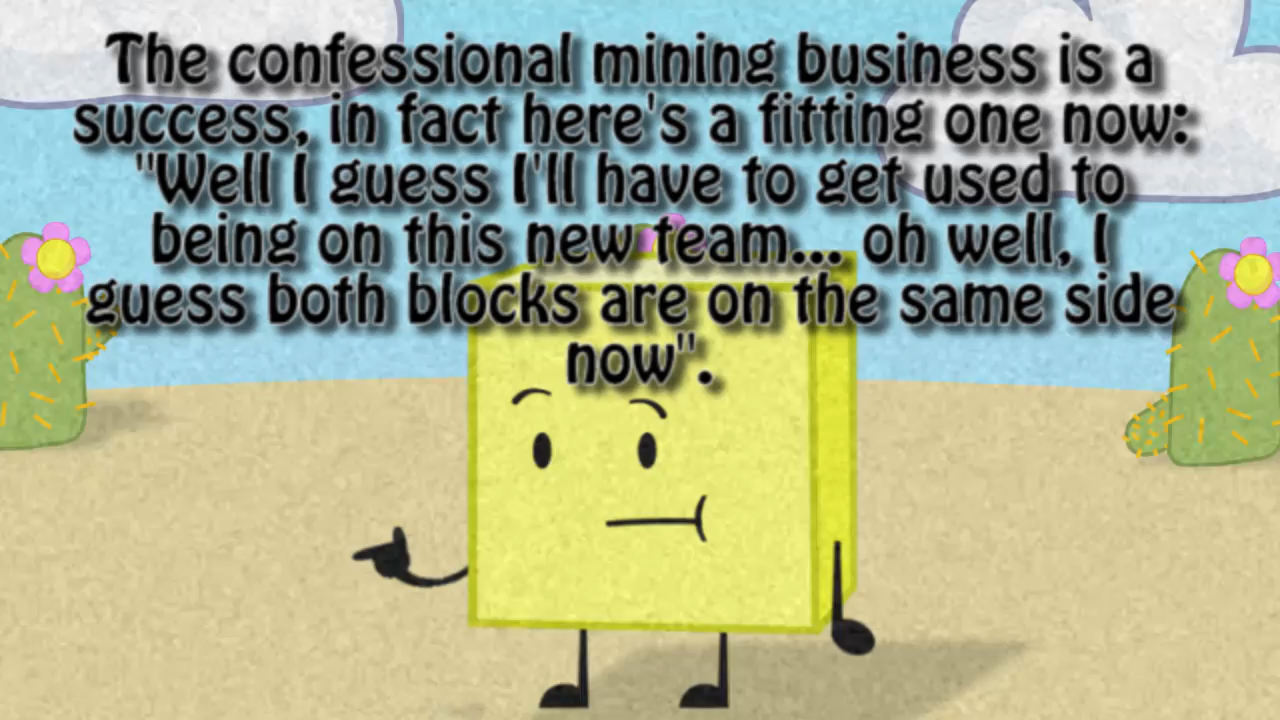 The confessional mining business is a
success, in fact here's a fitting one now:
"Well I guess I'll have to get used to
being on this new team... oh well, I
guess both blocks are on the same side
now".